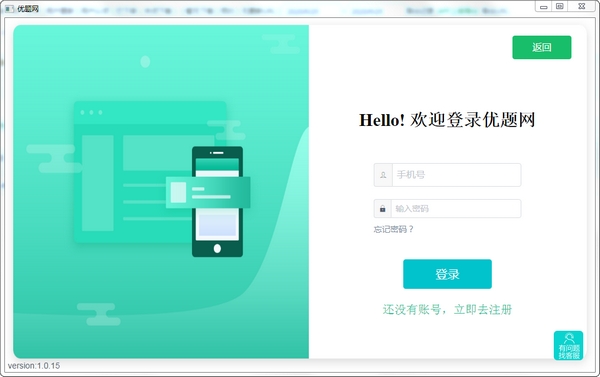 优题网
返回
Hello! 欢迎登录优题网
手机号
输入密码
忘记密码？
登录
还没有账号，立即去注册
有问题
找客服
version:1.0.15